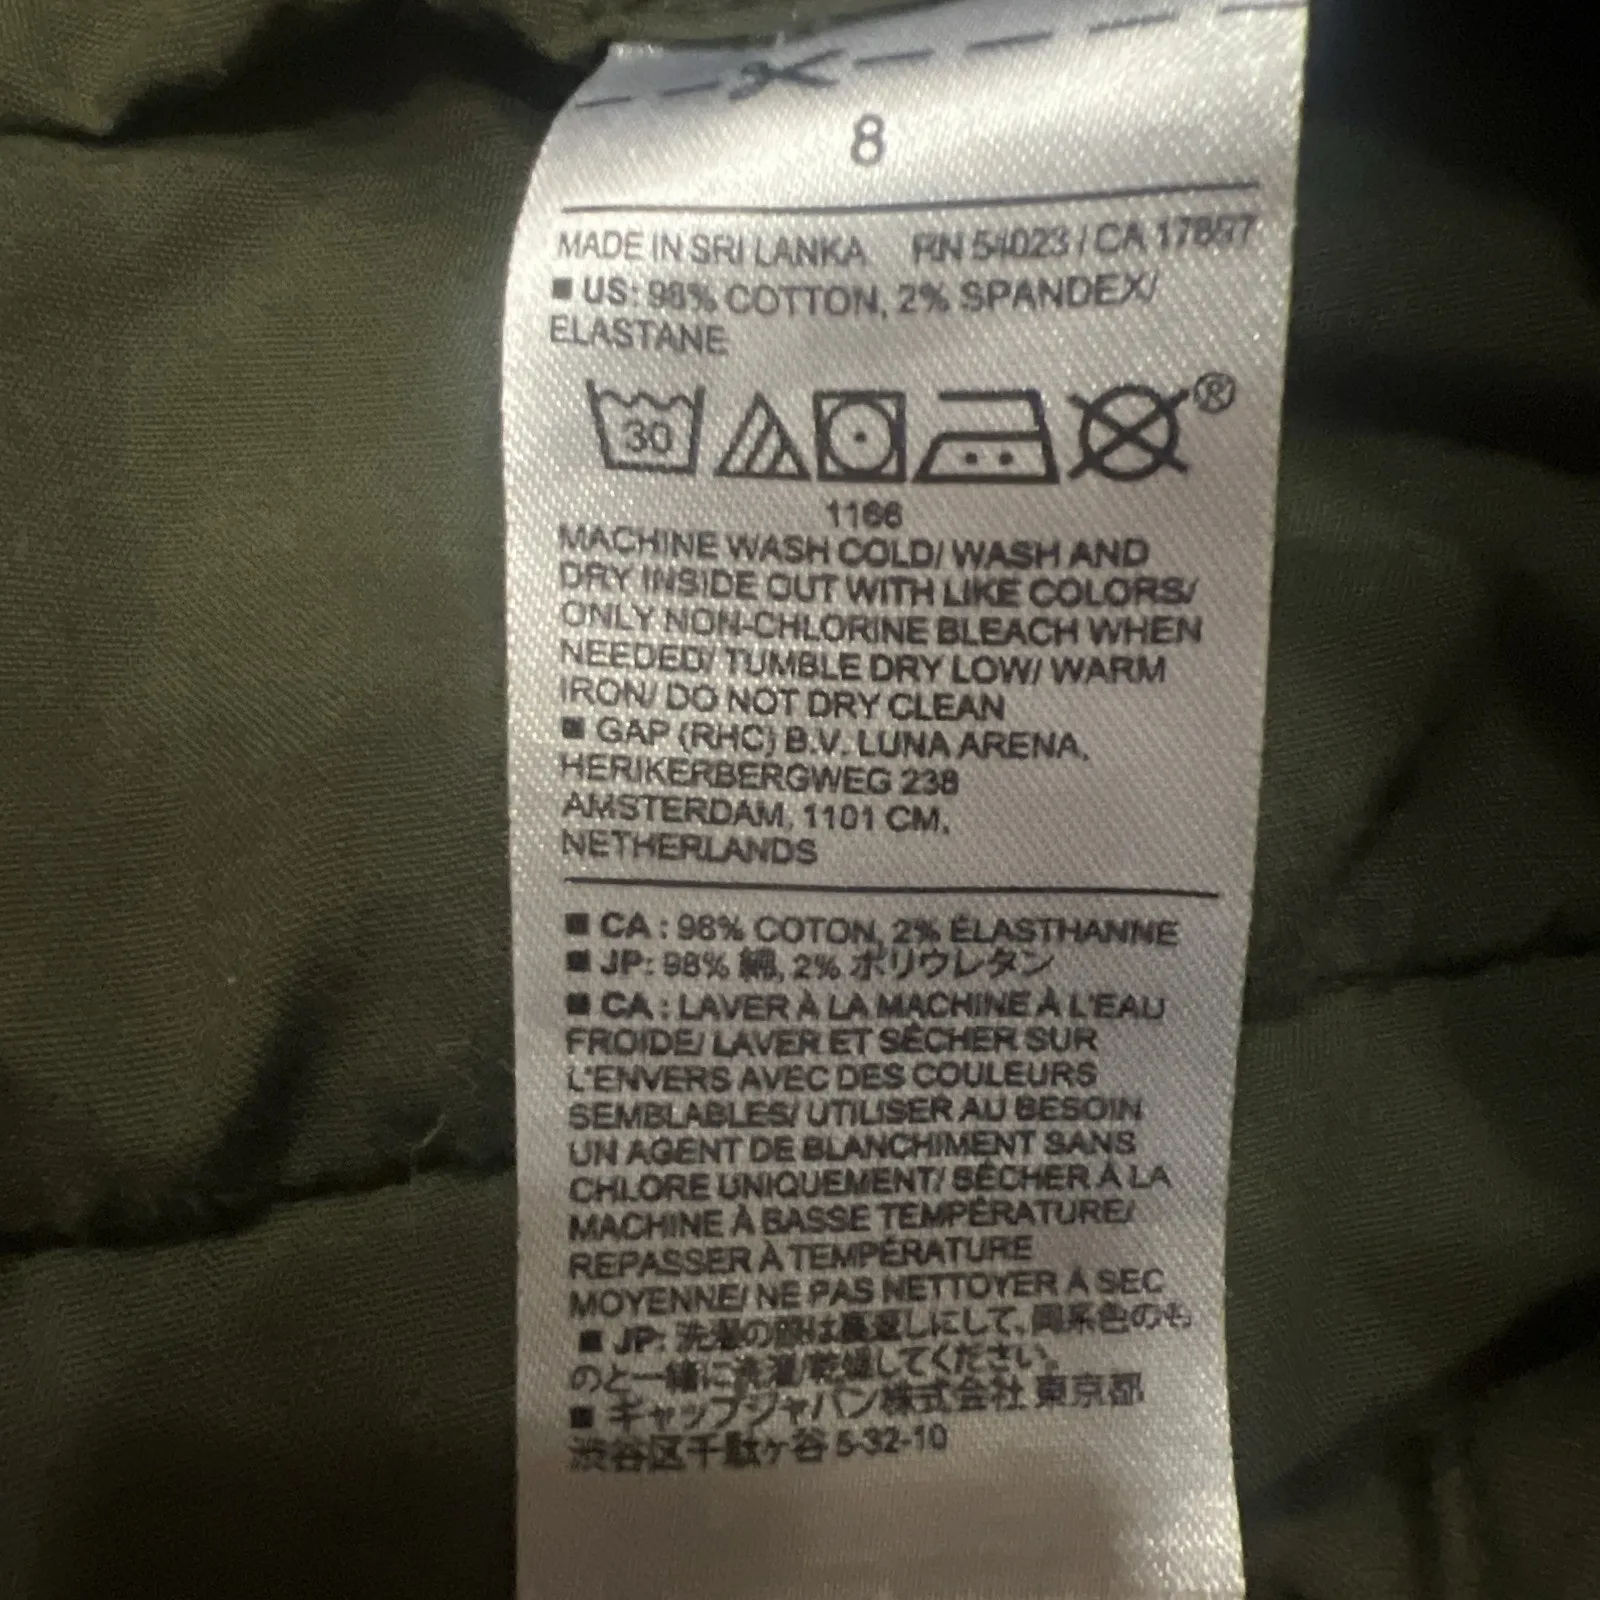 8
MADE IN SRI LANKA RN 54023 / CA 17897
■ US: 98% COTTON, 2% SPANDEX/
ELASTANE
30
®
1166
MACHINE WASH COLD/ WASH AND
DRY INSIDE OUT WITH LIKE COLORS/
ONLY NON-CHLORINE BLEACH WHEN
NEEDED/ TUMBLE DRY LOW/ WARM
IRON/ DO NOT DRY CLEAN
■ GAP (RHC) B.V. LUNA ARENA,
HERIKERBERGWEG 238
AMSTERDAM, 1101 CM,
NETHERLANDS
■ CA : 98% COTON, 2% ÉLASTHANNE
■ JP: 98% 綿, 2% ポリウレタン
■ CA : LAVER À LA MACHINE À L'EAU
FROIDE/ LAVER ET SÉCHER SUR
L'ENVERS AVEC DES COULEURS
SEMBLABLES/ UTILISER AU BESOIN
UN AGENT DE BLANCHIMENT SANS
CHLORE UNIQUEMENT/ SÉCHER À LA
MACHINE À BASSE TEMPÉRATURE/
REPASSER À TEMPÉRATURE
MOYENNE/ NE PAS NETTOYER À SEC
■ JP: 洗濯の際は裏返しにして、同系色のも
のと一緒に洗濯/乾燥してください。
■ ギャップジャパン株式会社 東京都
渋谷区千駄ヶ谷 5-32-10